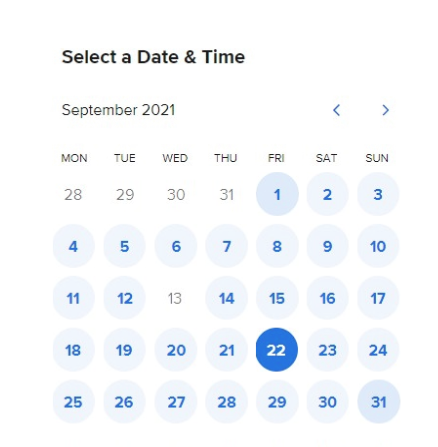 Select a Date & Time
September 2021
MON TUE WED THU FRI SAT SUN
28 29 30 31 1 2 3
4 5 6 7 8 9 10
11 12 13 14 15 16 17
18 19 20 21 22 23 24
25 26 27 28 29 30 31